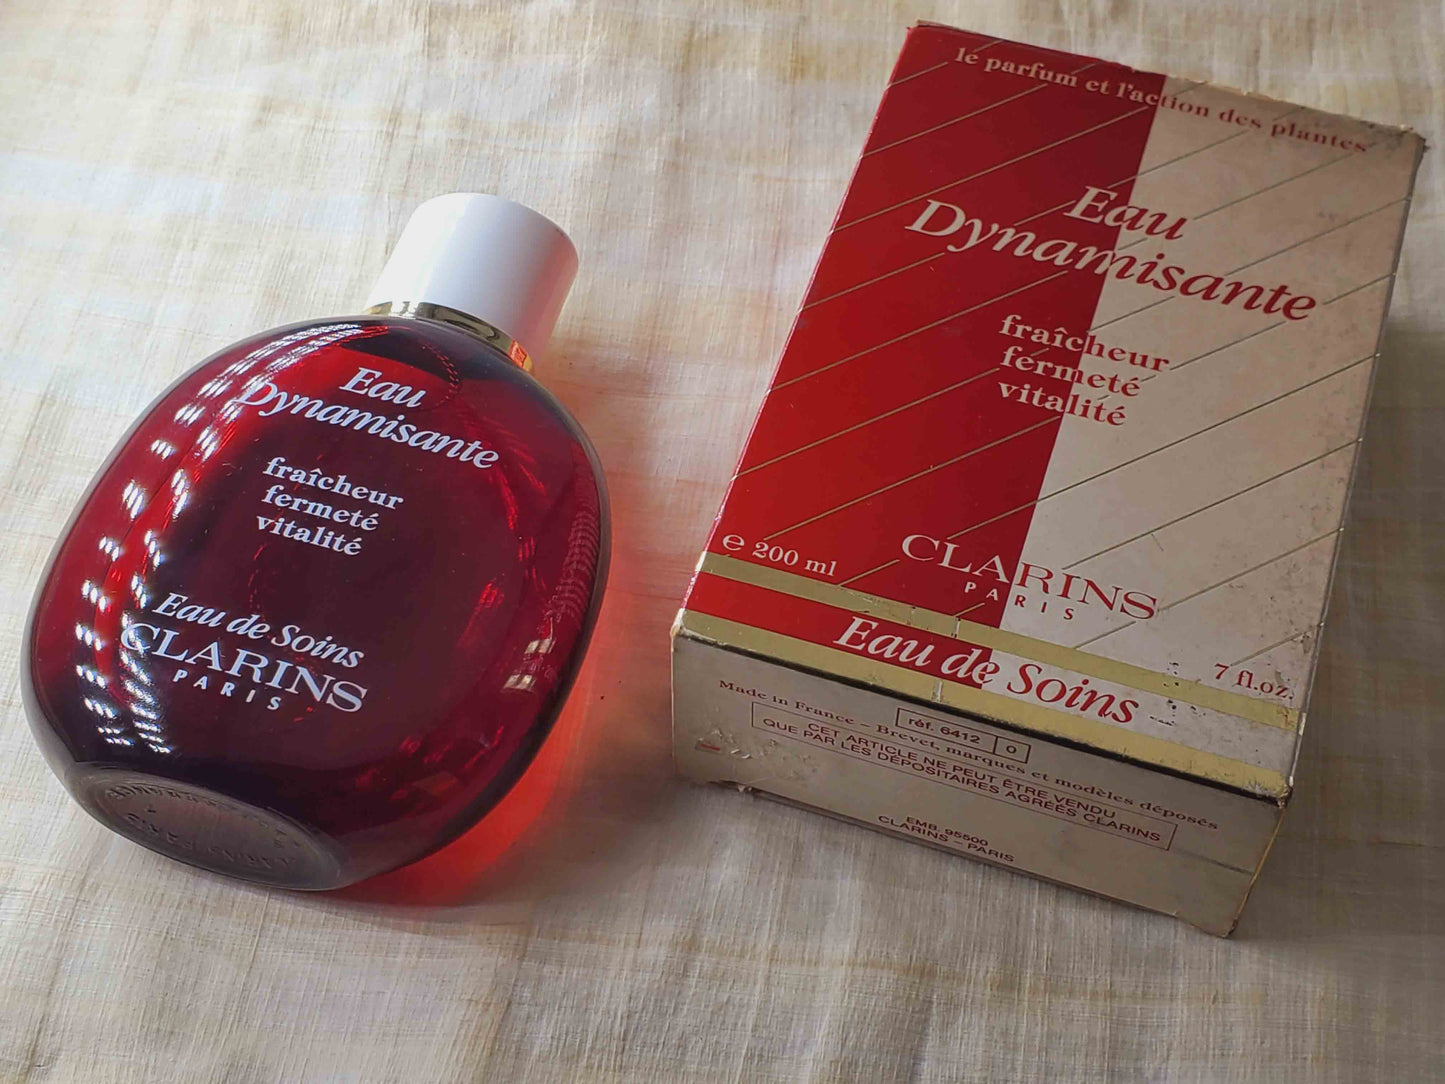 Eau
Dynamisante
fraîcheur
fermeté
vitalité
Eau de Soins
CLARINS
PARIS
le parfum et l'action des plantes
Eau
Dynamisante
fraîcheur
fermeté
vitalité
e 200 ml
CLARINS
PARIS
7 fl.oz.
Eau de Soins
réf. 6412 0
Made in France – Brevet, marques et modèles déposés
CET ARTICLE NE PEUT ÊTRE VENDU
QUE PAR LES DÉPOSITAIRES AGRÉÉS CLARINS
EMB. 95500
CLARINS – PARIS